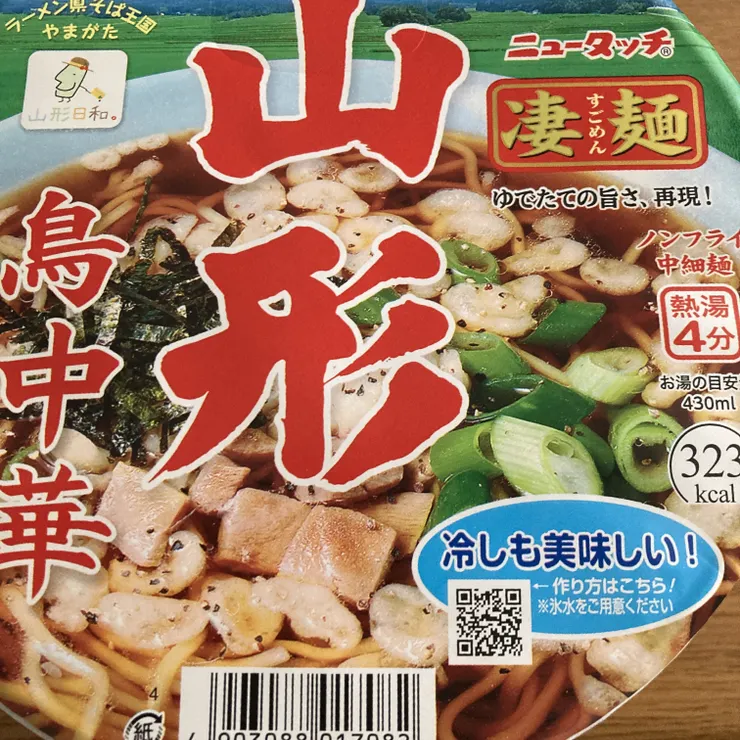 ラーメン県そば王国
やまがた
山形日和。
山形
鳥中華
ニュータッチ®
凄麺
すごめん
ゆでたての旨さ、再現！
ノンフライ
中細麺
熱湯
4分
お湯の目安
430ml
323
kcal
冷しも美味しい！
←作り方はこちら！
※氷水をご用意ください
4
紙